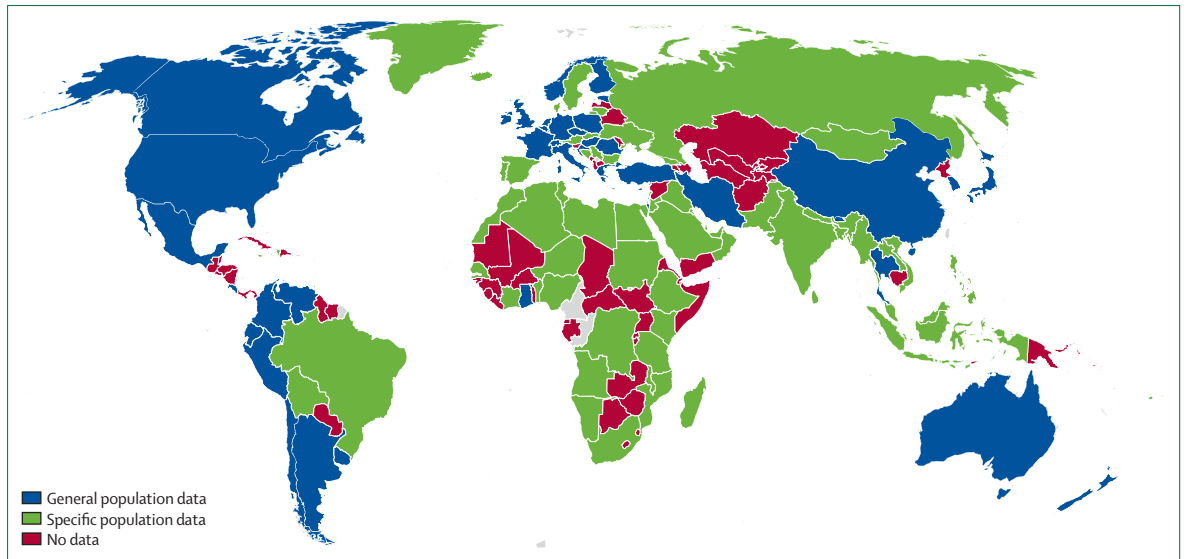 General population data
Specific population data
No data